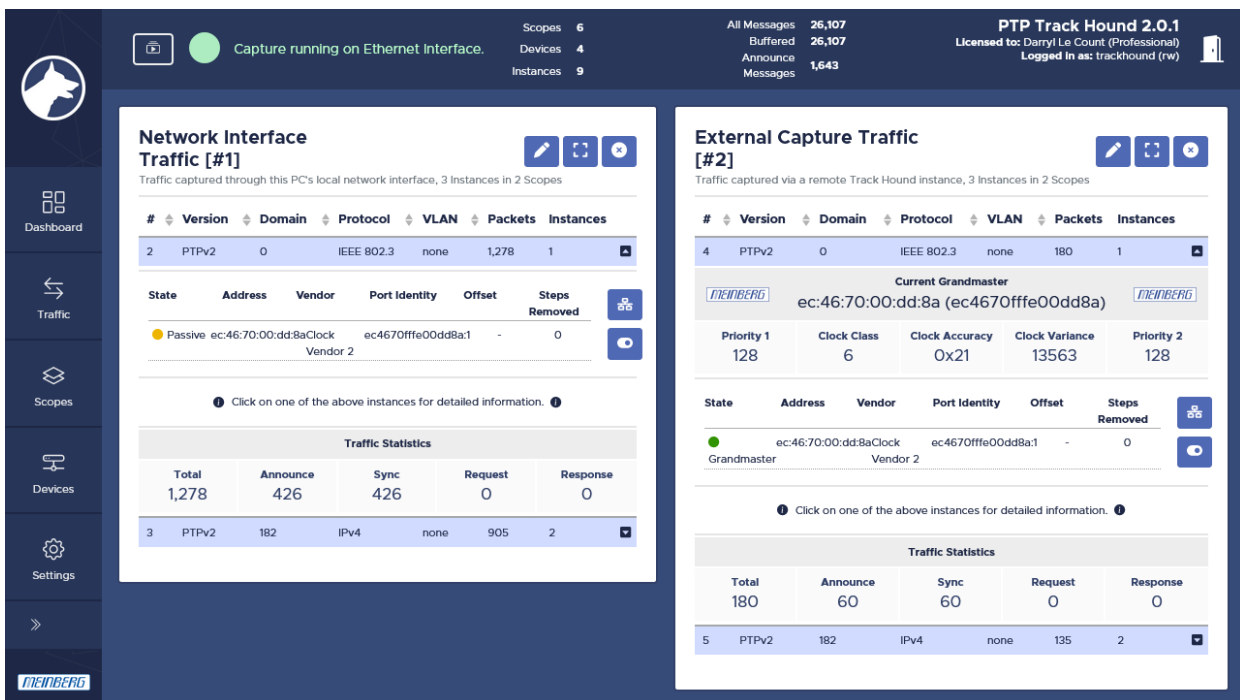 Capture running on Ethernet Interface.
Scopes 6
Devices 4
Instances 9
All Messages 26,107
Buffered 26,107
Announce Messages 1,643
PTP Track Hound 2.0.1
Licensed to: Darryl Le Count (Professional)
Logged in as: trackhound (rw)
Dashboard
Traffic
Scopes
Devices
Settings
MEINBERG
Network Interface
Traffic [#1]
Traffic captured through this PC's local network interface, 3 Instances in 2 Scopes
# Version Domain Protocol VLAN Packets Instances
2 PTPv2 0 IEEE 802.3 none 1,278 1
State Address Vendor Port Identity Offset Steps
Removed
Passive ec:46:70:00:dd:8a Clock ec4670fffe00dd8a:1 - 0
Vendor 2
Click on one of the above instances for detailed information.
Traffic Statistics
Total Announce Sync Request Response
1,278 426 426 0 0
3 PTPv2 182 IPv4 none 905 2
External Capture Traffic
[#2]
Traffic captured via a remote Track Hound instance, 3 Instances in 2 Scopes
# Version Domain Protocol VLAN Packets Instances
4 PTPv2 0 IEEE 802.3 none 180 1
Current Grandmaster
MEINBERG ec:46:70:00:dd:8a (ec4670fffe00dd8a) MEINBERG
Priority 1 Clock Class Clock Accuracy Clock Variance Priority 2
128 6 0x21 13563 128
State Address Vendor Port Identity Offset Steps
Removed
ec:46:70:00:dd:8a Clock ec4670fffe00dd8a:1 - 0
Grandmaster Vendor 2
Click on one of the above instances for detailed information.
Traffic Statistics
Total Announce Sync Request Response
180 60 60 0 0
5 PTPv2 182 IPv4 none 135 2